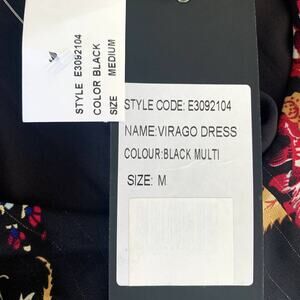 STYLE E3092104
COLOR BLACK
SIZE MEDIUM
STYLE CODE: E3092104
NAME:VIRAGO DRESS
COLOUR:BLACK MULTI
SIZE: M